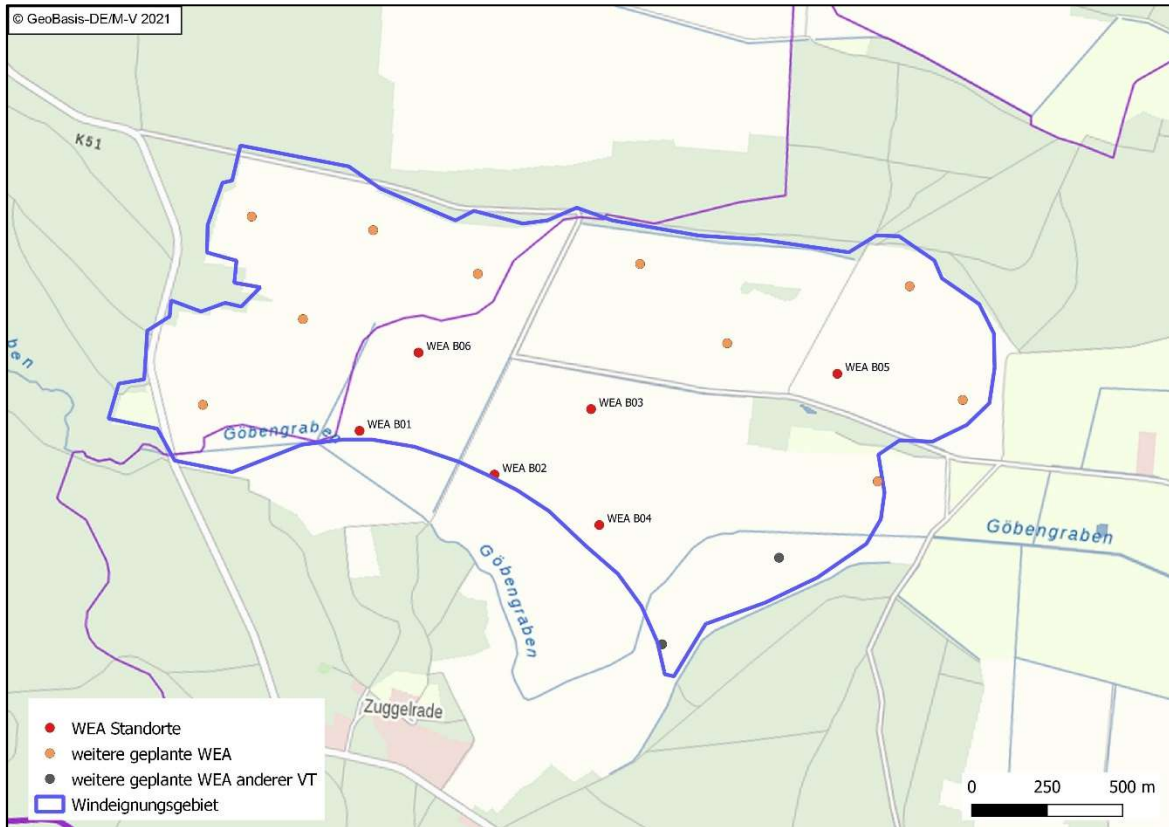 © GeoBasis-DE/M-V 2021
K51
ben
WEA B06
WEA B05
WEA B03
Göbengraben
WEA B01
WEA B02
WEA B04
Göbengraben
Göbengraben
Zuggelrade
WEA Standorte
weitere geplante WEA
weitere geplante WEA anderer VT
Windeignungsgebiet
0 250 500 m